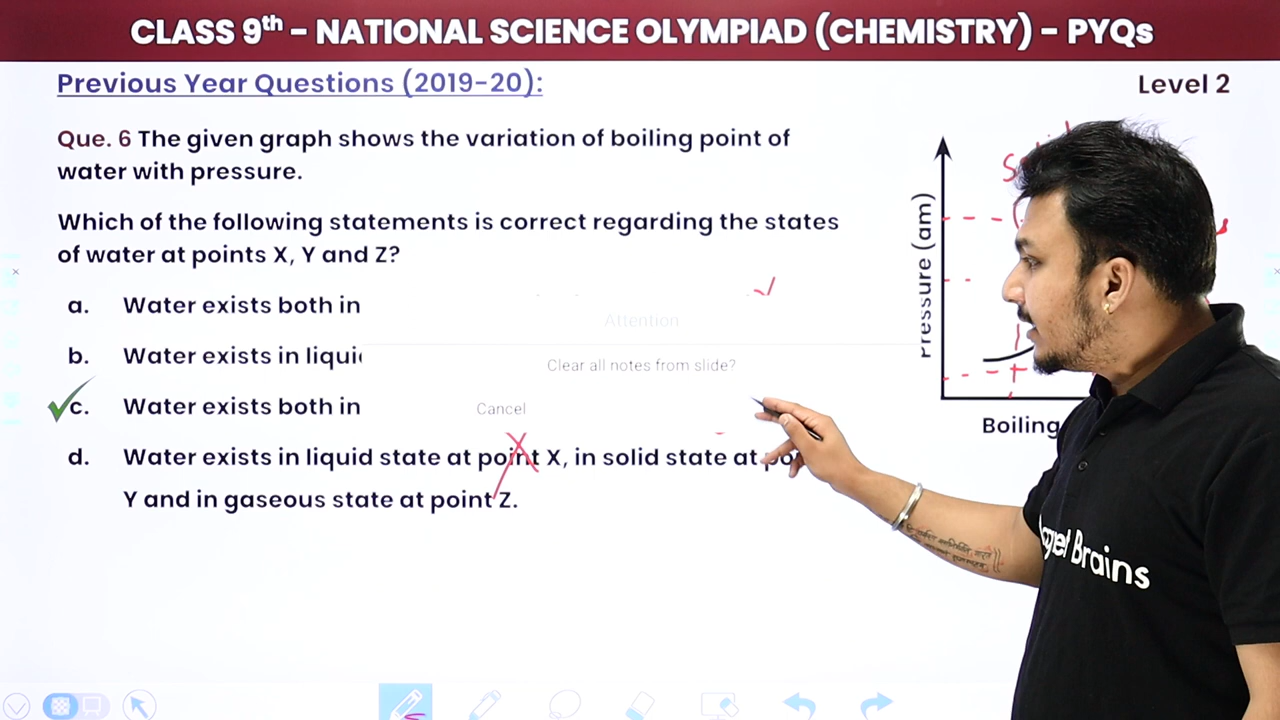 CLASS 9th – NATIONAL SCIENCE OLYMPIAD (CHEMISTRY) – PYQs
Previous Year Questions (2019-20):
Level 2
Que. 6 The given graph shows the variation of boiling point of
water with pressure.
Which of the following statements is correct regarding the states
of water at points X, Y and Z?
a. Water exists both in
b. Water exists in
c. Water exists both in
d. Water exists in liquid state at point X, in solid state at
Y and in gaseous state at point Z.
Attention
Clear all notes from slide?
Cancel
Pressure (am)
Boiling
Brains